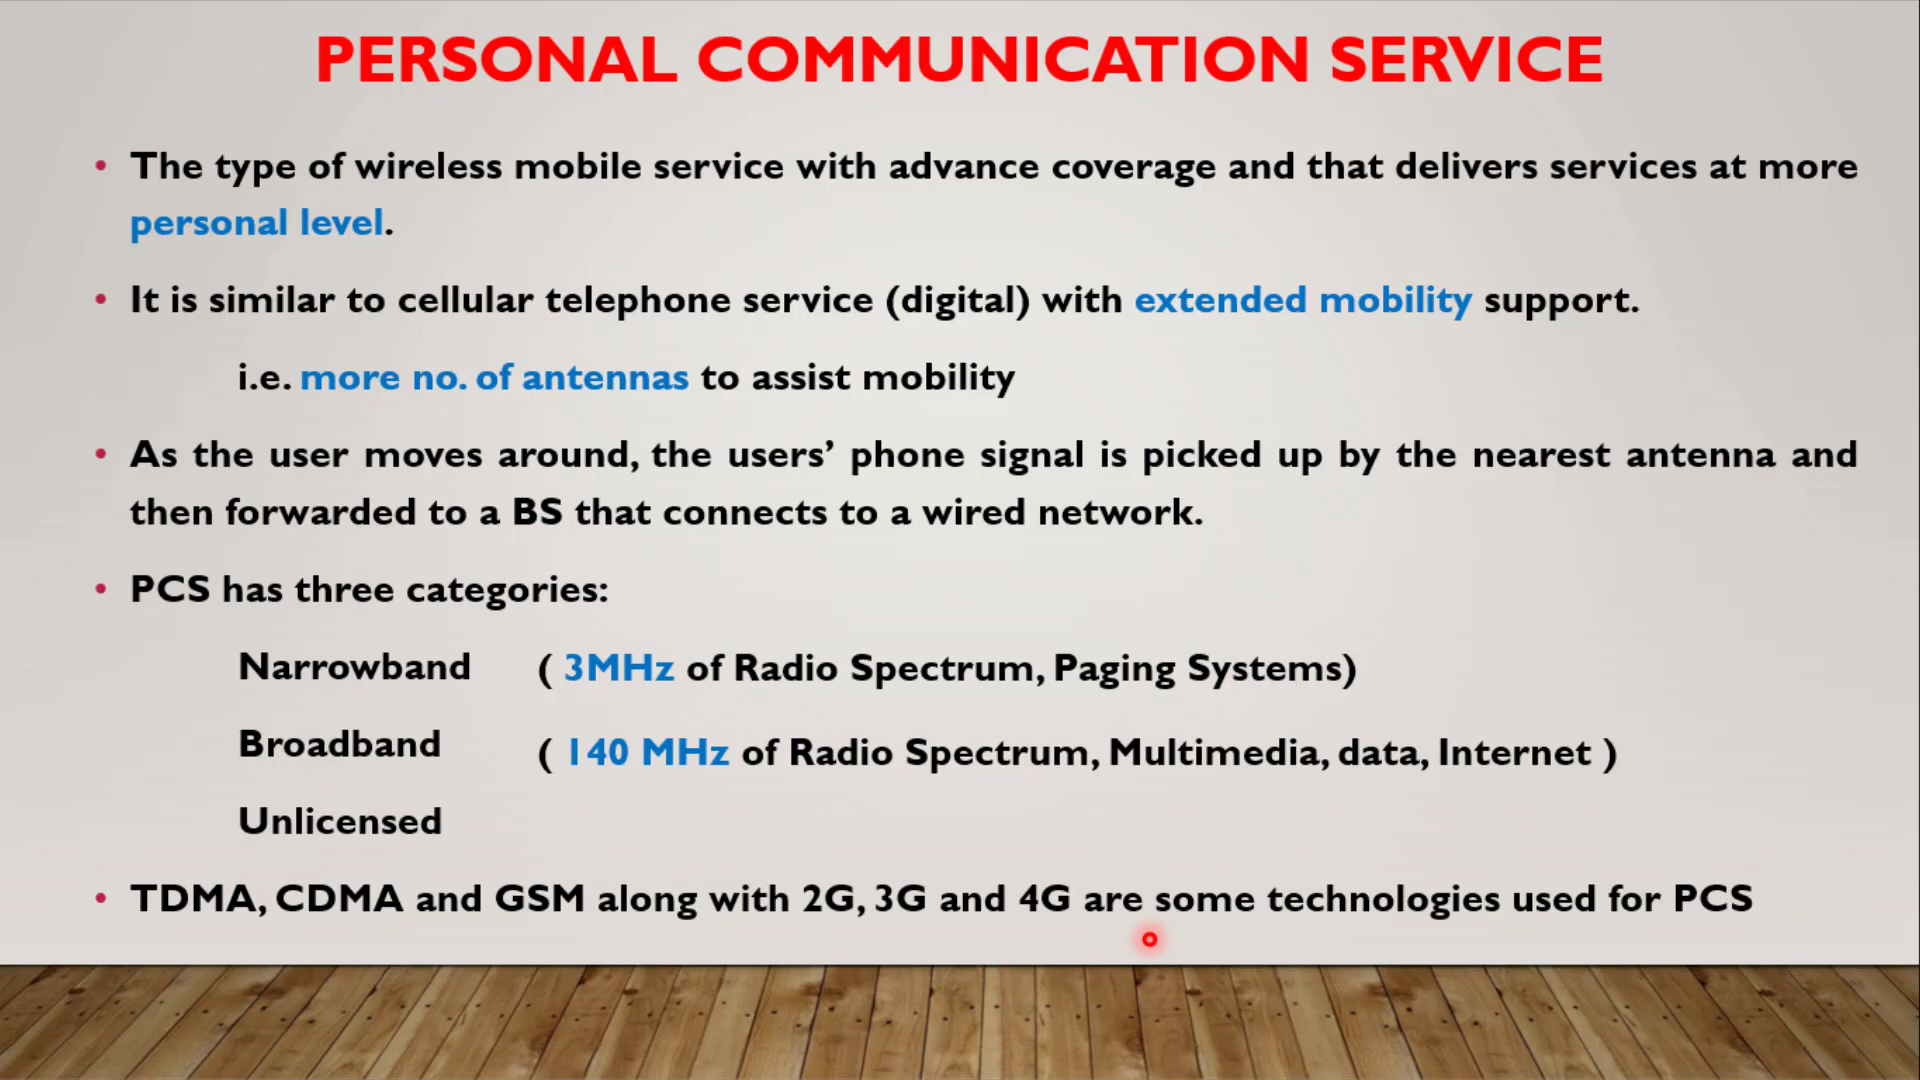 PERSONAL COMMUNICATION SERVICE
• The type of wireless mobile service with advance coverage and that delivers services at more
personal level.
• It is similar to cellular telephone service (digital) with extended mobility support.
i.e. more no. of antennas to assist mobility
• As the user moves around, the users’ phone signal is picked up by the nearest antenna and
then forwarded to a BS that connects to a wired network.
• PCS has three categories:
Narrowband ( 3MHz of Radio Spectrum, Paging Systems)
Broadband ( 140 MHz of Radio Spectrum, Multimedia, data, Internet )
Unlicensed
• TDMA, CDMA and GSM along with 2G, 3G and 4G are some technologies used for PCS